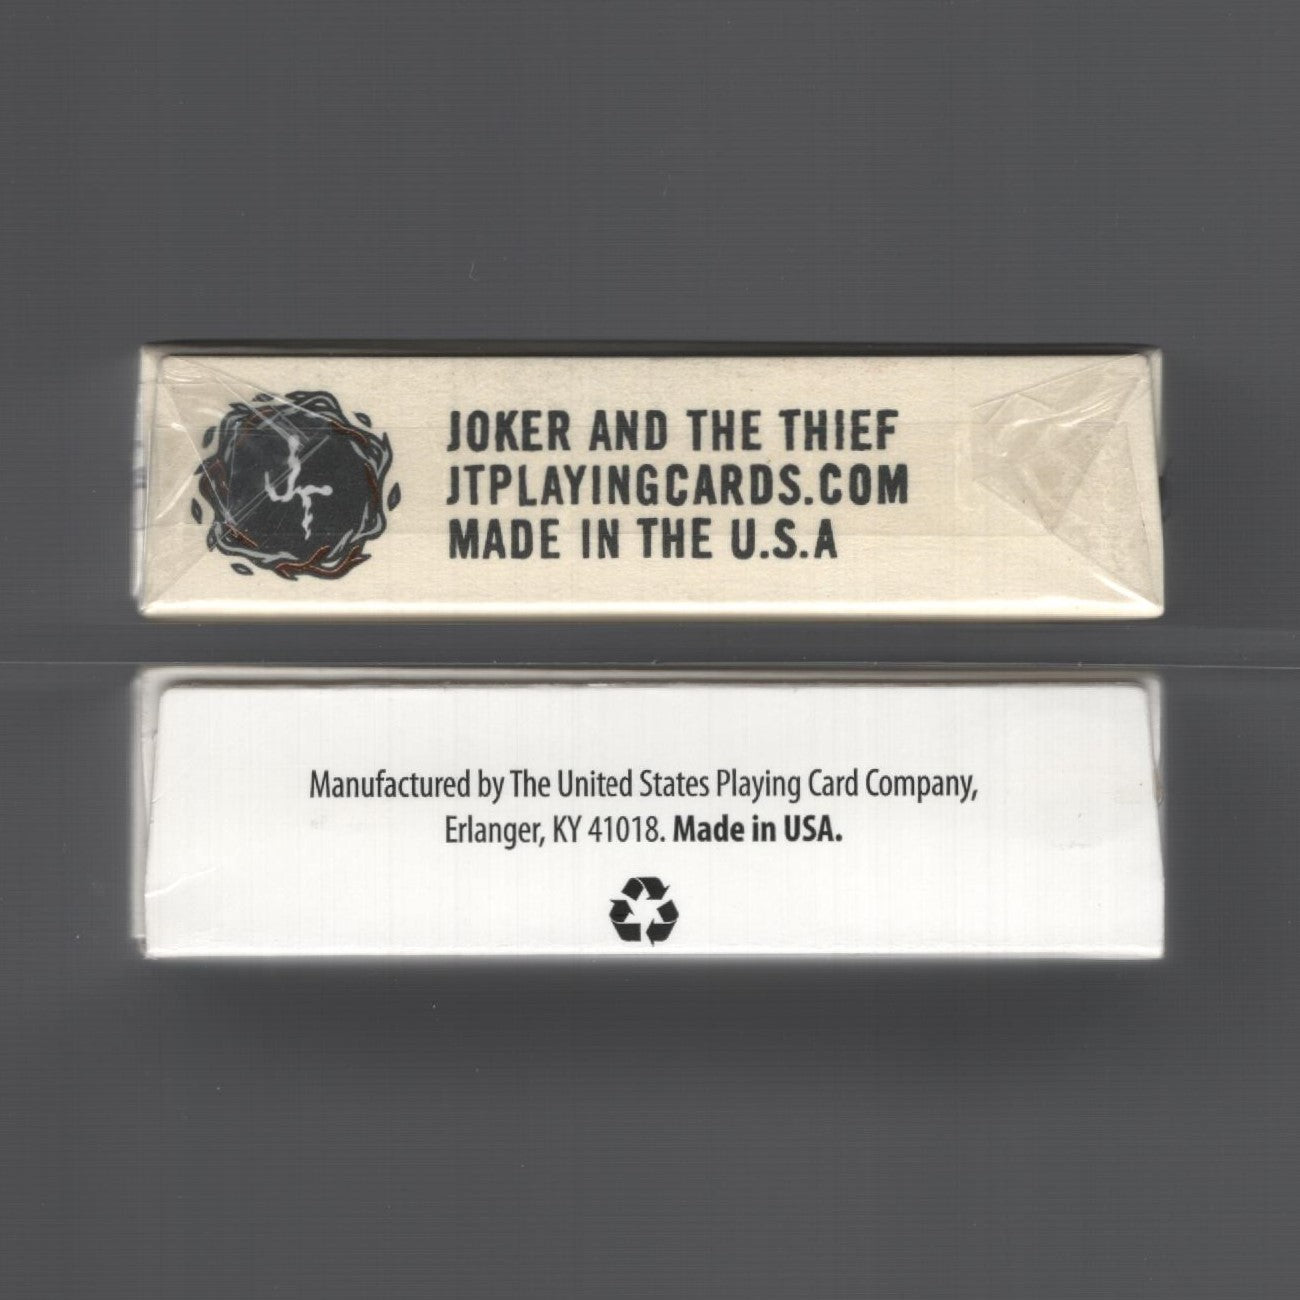 JT
JOKER AND THE THIEF
JTPLAYINGCARDS.COM
MADE IN THE U.S.A
Manufactured by The United States Playing Card Company,
Erlanger, KY 41018. Made in USA.